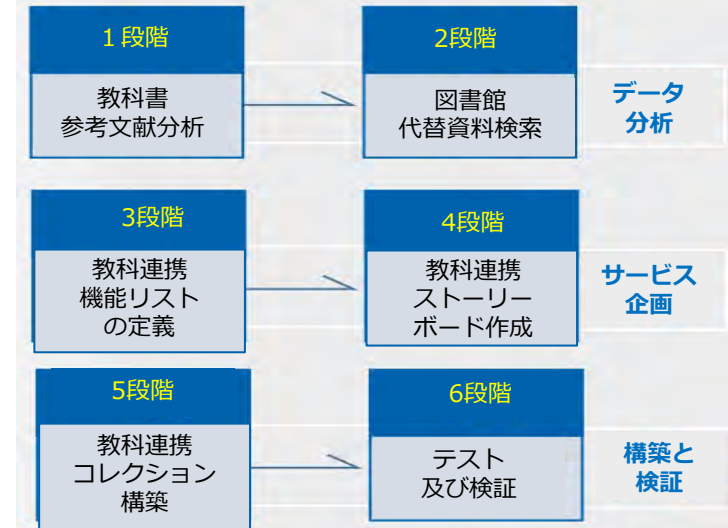 １段階
教科書
参考文献分析
2段階
図書館
代替資料検索
データ
分析
3段階
教科連携
機能リスト
の定義
4段階
教科連携
ストーリー
ボード作成
サービス
企画
5段階
教科連携
コレクション
構築
6段階
テスト
及び検証
構築と
検証